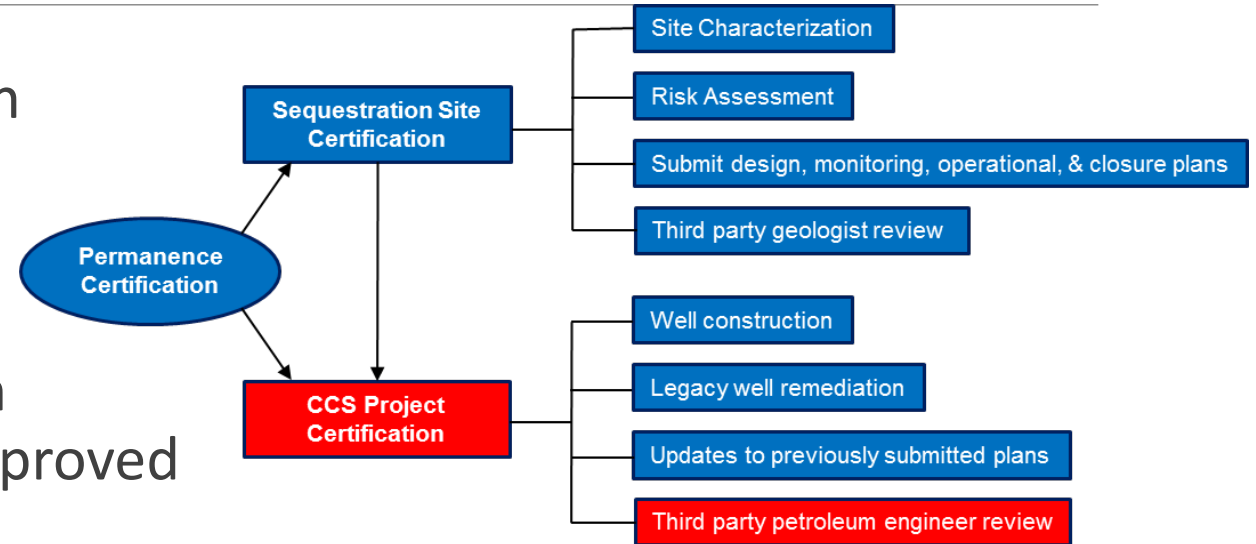 Site Characterization
Sequestration Site
Certification
Risk Assessment
Submit design, monitoring, operational, & closure plans
Third party geologist review
Permanence
Certification
Well construction
CCS Project
Certification
Legacy well remediation
proved
Updates to previously submitted plans
Third party petroleum engineer review